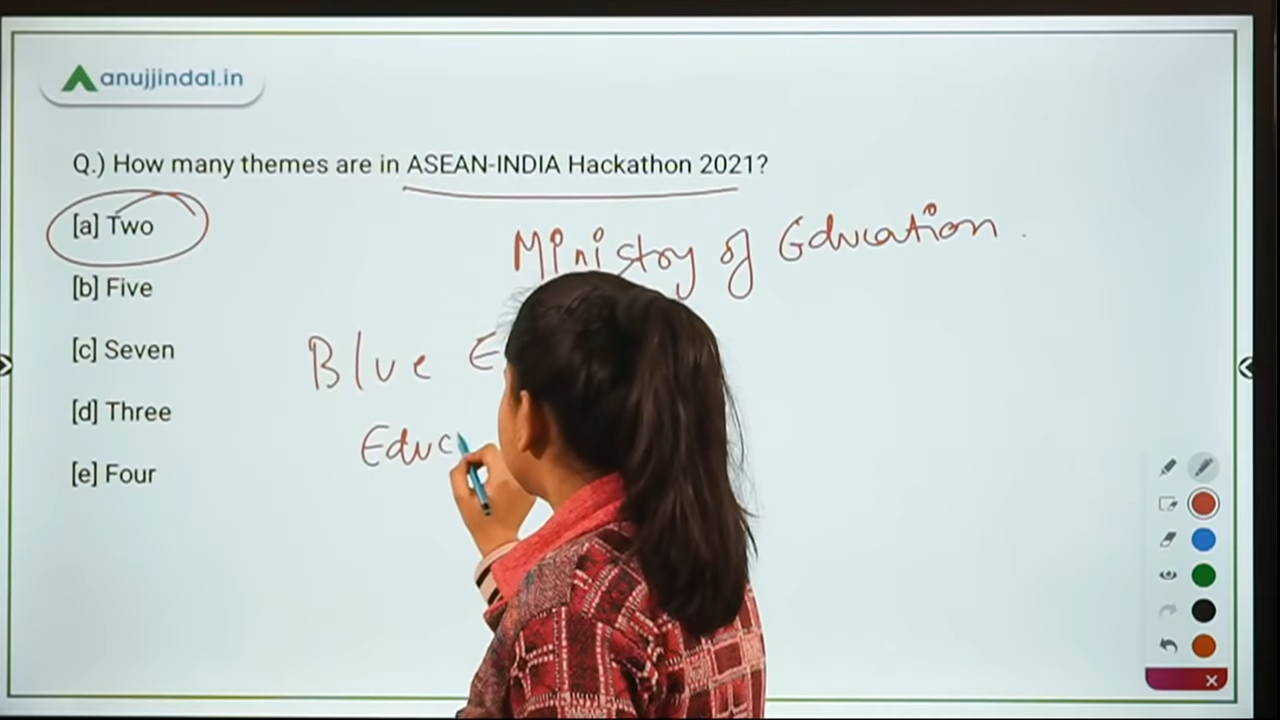 anujjindal.in
Q.) How many themes are in ASEAN-INDIA Hackathon 2021?
[a] Two
Ministry of Education
[b] Five
[c] Seven
Blue E
[d] Three
Educ
[e] Four